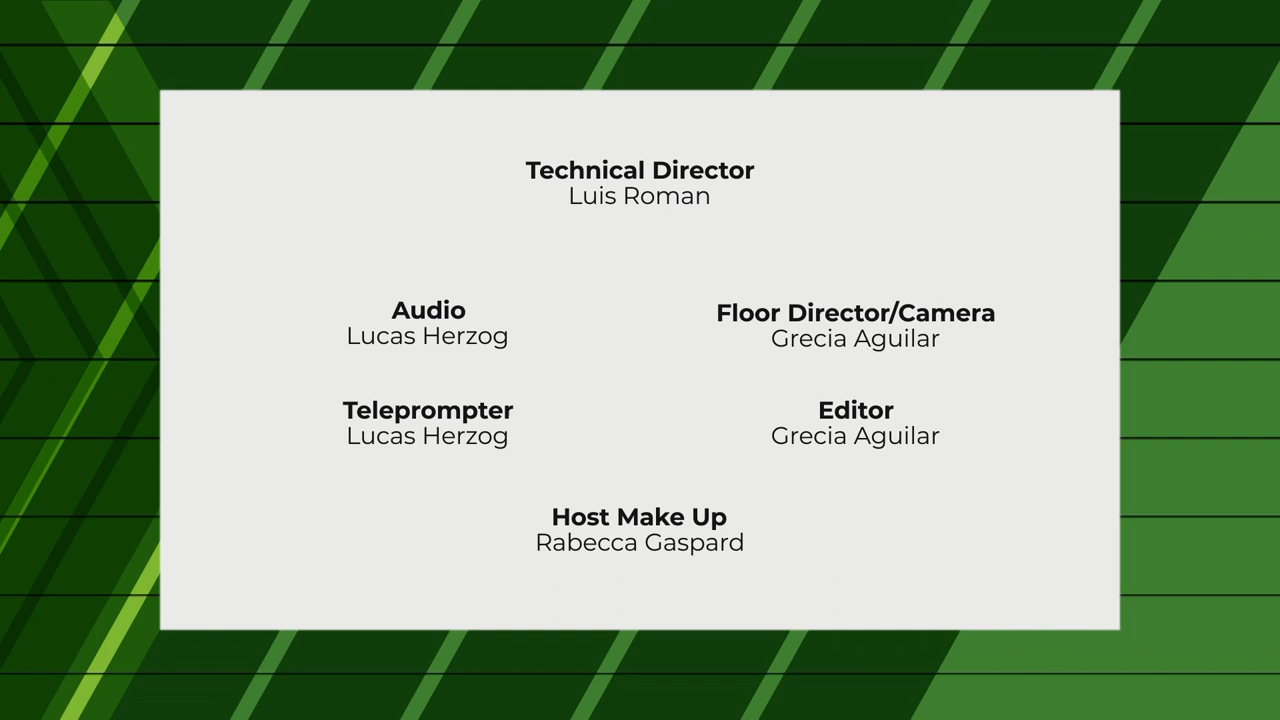 Technical Director
Luis Roman
Audio
Lucas Herzog
Floor Director/Camera
Grecia Aguilar
Teleprompter
Lucas Herzog
Editor
Grecia Aguilar
Host Make Up
Rabecca Gaspard